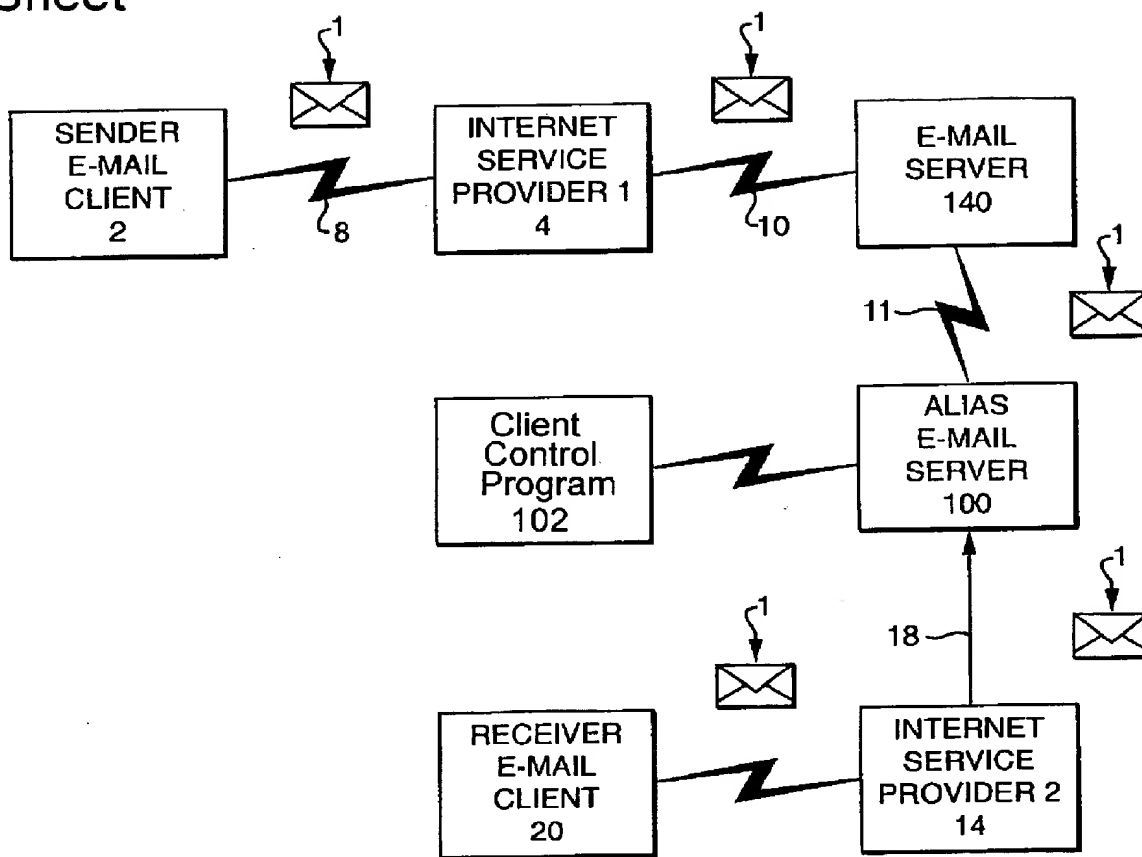 Sheet
1
1
SENDER
E-MAIL
CLIENT
2
8
INTERNET
SERVICE
PROVIDER 1
4
10
E-MAIL
SERVER
140
1
11
Client
Control
Program
102
ALIAS
E-MAIL
SERVER
100
1
1
18
RECEIVER
E-MAIL
CLIENT
20
INTERNET
SERVICE
PROVIDER 2
14